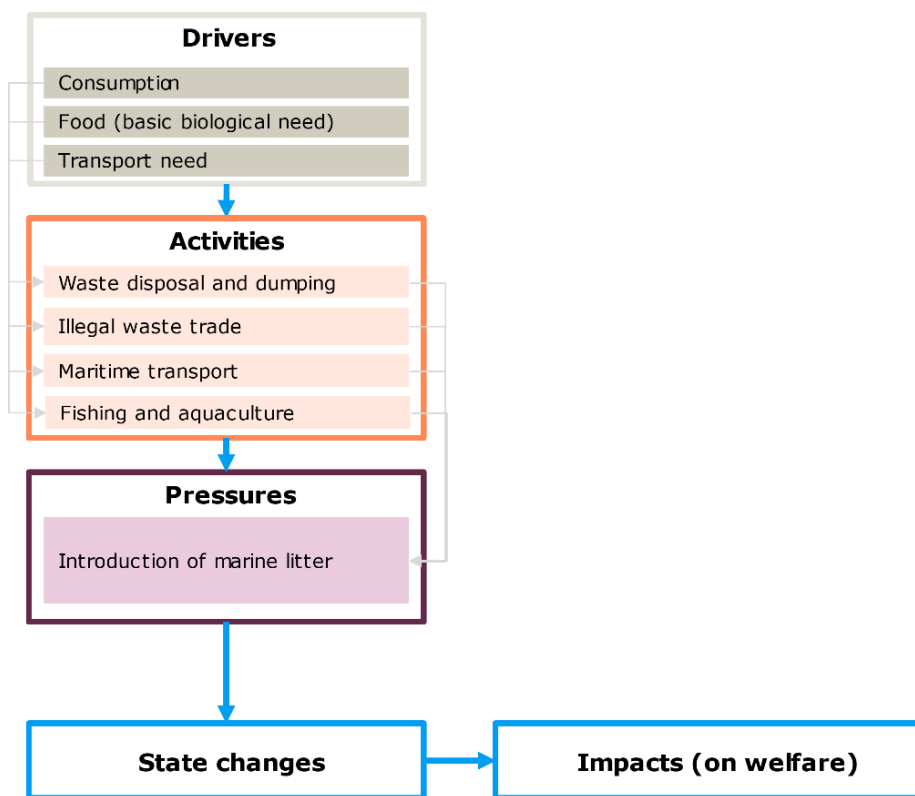 Drivers
Consumption
Food (basic biological need)
Transport need
Activities
Waste disposal and dumping
Illegal waste trade
Maritime transport
Fishing and aquaculture
Pressures
Introduction of marine litter
State changes
Impacts (on welfare)